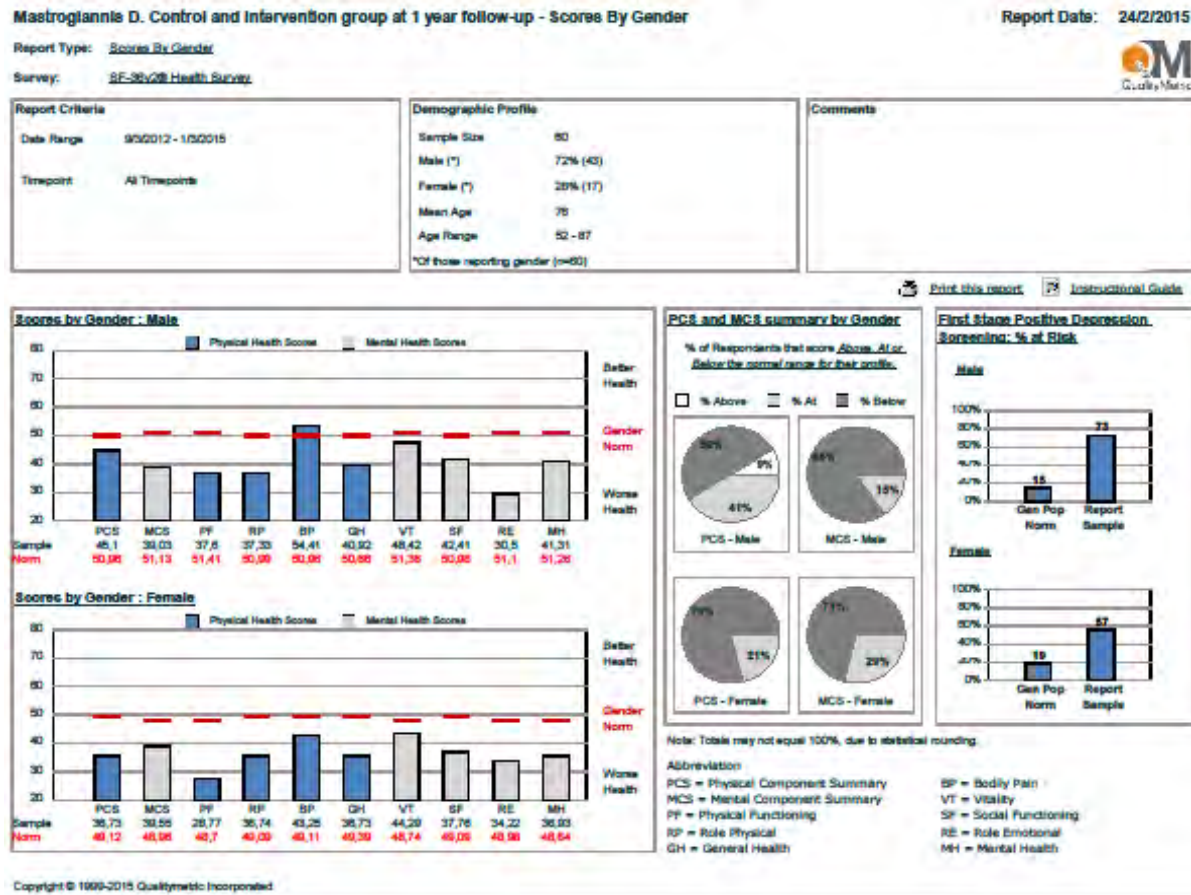 Mastrogiannis D. Control and Intervention group at 1 year follow-up - Scores By Gender
Report Date: 24/2/2015
Report Type: Scores By Gender
Survey: SF-36v2® Health Survey
QM
QualityMetric
Report Criteria
Date Range 9/3/2012 - 1/3/2015
Timepoint All Timepoints
Demographic Profile
Sample Size 60
Male (*) 72% (43)
Female (*) 28% (17)
Mean Age 76
Age Range 52 - 87
*Of those reporting gender (n=60)
Comments
Print this report Instructional Guide
Scores by Gender : Male
Physical Health Scores Mental Health Scores
80
70
60
50
40
30
20
Better Health
Gender Norm
Worse Health
PCS MCS PF RP BP GH VT SF RE MH
Sample 45,1 39,03 37,6 37,33 54,41 40,92 48,42 42,41 30,5 41,31
Norm 50,96 51,13 51,41 50,99 50,96 50,66 51,36 50,96 51,1 51,26
Scores by Gender : Female
Physical Health Scores Mental Health Scores
80
70
60
50
40
30
20
Better Health
Gender Norm
Worse Health
PCS MCS PF RP BP GH VT SF RE MH
Sample 36,73 39,55 28,77 36,74 43,25 36,73 44,29 37,76 34,22 36,93
Norm 49,12 48,96 48,7 49,09 49,11 49,39 48,74 49,09 48,96 48,84
PCS and MCS summary by Gender
% of Respondents that score Above, At or
Below the normal range for their profile.
% Above % At % Below
50%
9%
41%
PCS - Male
15%
MCS - Male
79%
21%
PCS - Female
71%
29%
MCS - Female
First Stage Positive Depression
Screening: % at Risk
Male
100%
80%
60%
40%
20%
0%
15
73
Gen Pop Norm
Report Sample
Female
100%
80%
60%
40%
20%
0%
19
57
Gen Pop Norm
Report Sample
Note: Totals may not equal 100%, due to statistical rounding.
Abbreviation
PCS = Physical Component Summary
MCS = Mental Component Summary
PF = Physical Functioning
RP = Role Physical
GH = General Health
BP = Bodily Pain
VT = Vitality
SF = Social Functioning
RE = Role Emotional
MH = Mental Health
Copyright © 1999-2015 Qualitymetric Incorporated